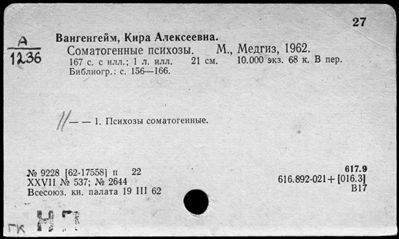 27
А
1236
Вангенгейм, Кира Алексеевна.
Соматогенные психозы. М., Медгиз, 1962.
167 с. с илл.; 1 л. илл. 21 см. 10.000 экз. 68 к. В пер.
Библиогр.: с. 156—166.
— — 1. Психозы соматогенные.
№ 9228 [62-17558] п 22
617.9
XXVII № 537; № 2644
616.892-021+[016.3]
Всесоюз. кн. палата 19 III 62
В17
ГК НП